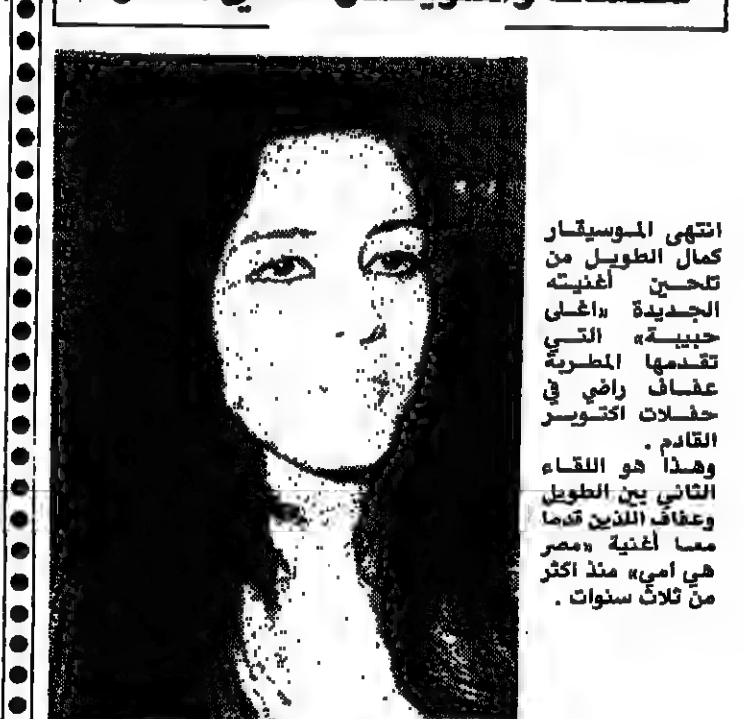 انتهى الموسيقار
كمال الطويل من
تلحين أغنيته
الجديدة «اغلى
حبيبة» التي
تقدمها المطربة
عفاف راضي في
حفلات اكتوبر
القادم .
وهذا هو اللقاء
الثاني بين الطويل
وعفاف اللذين قدما
معا أغنية «مصر
هي امي» منذ اكثر
من ثلاث سنوات .